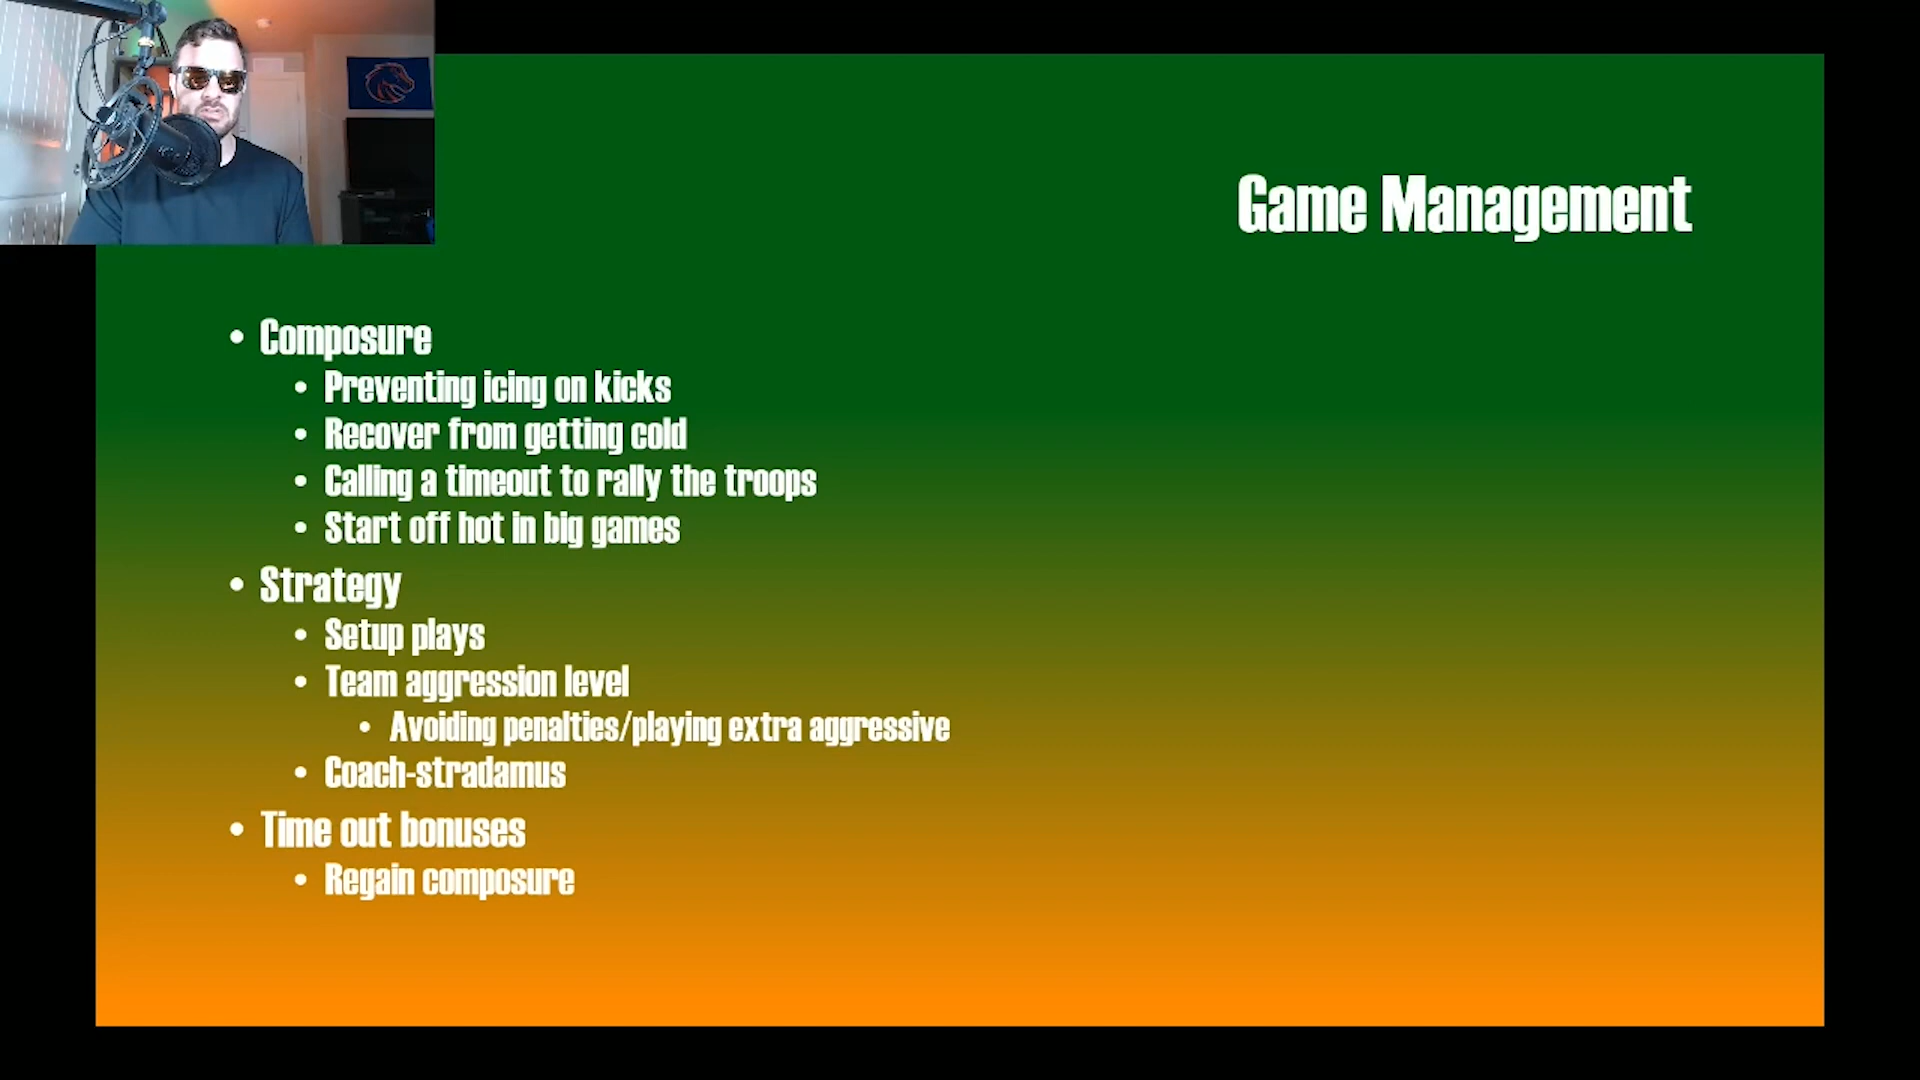 Game Management
• Composure
• Preventing icing on kicks
• Recover from getting cold
• Calling a timeout to rally the troops
• Start off hot in big games
• Strategy
• Setup plays
• Team aggression level
• Avoiding penalties/playing extra aggressive
• Coach-stradamus
• Time out bonuses
• Regain composure